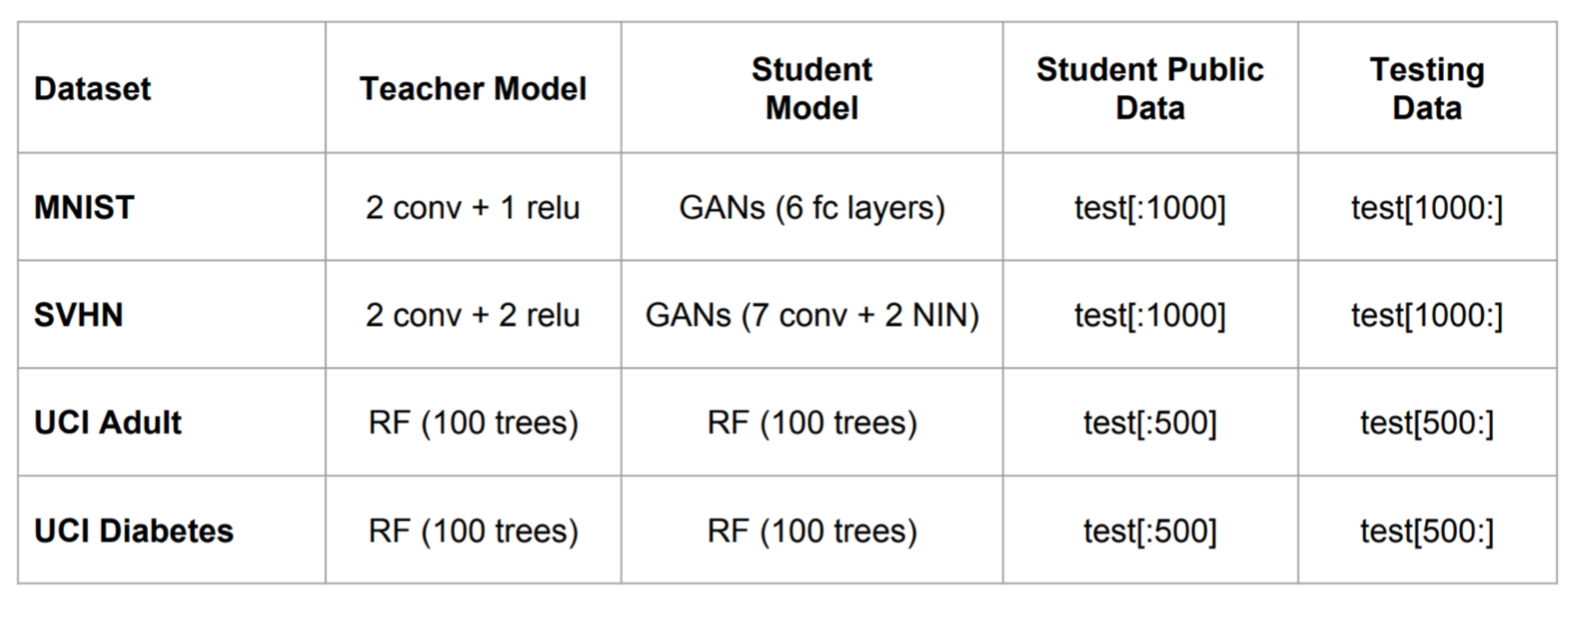 Dataset
Teacher Model
Student
Model
Student Public
Data
Testing
Data
MNIST
2 conv + 1 relu
GANs (6 fc layers)
test[:1000]
test[1000:]
SVHN
2 conv + 2 relu
GANs (7 conv + 2 NIN)
test[:1000]
test[1000:]
UCI Adult
RF (100 trees)
RF (100 trees)
test[:500]
test[500:]
UCI Diabetes
RF (100 trees)
RF (100 trees)
test[:500]
test[500:]